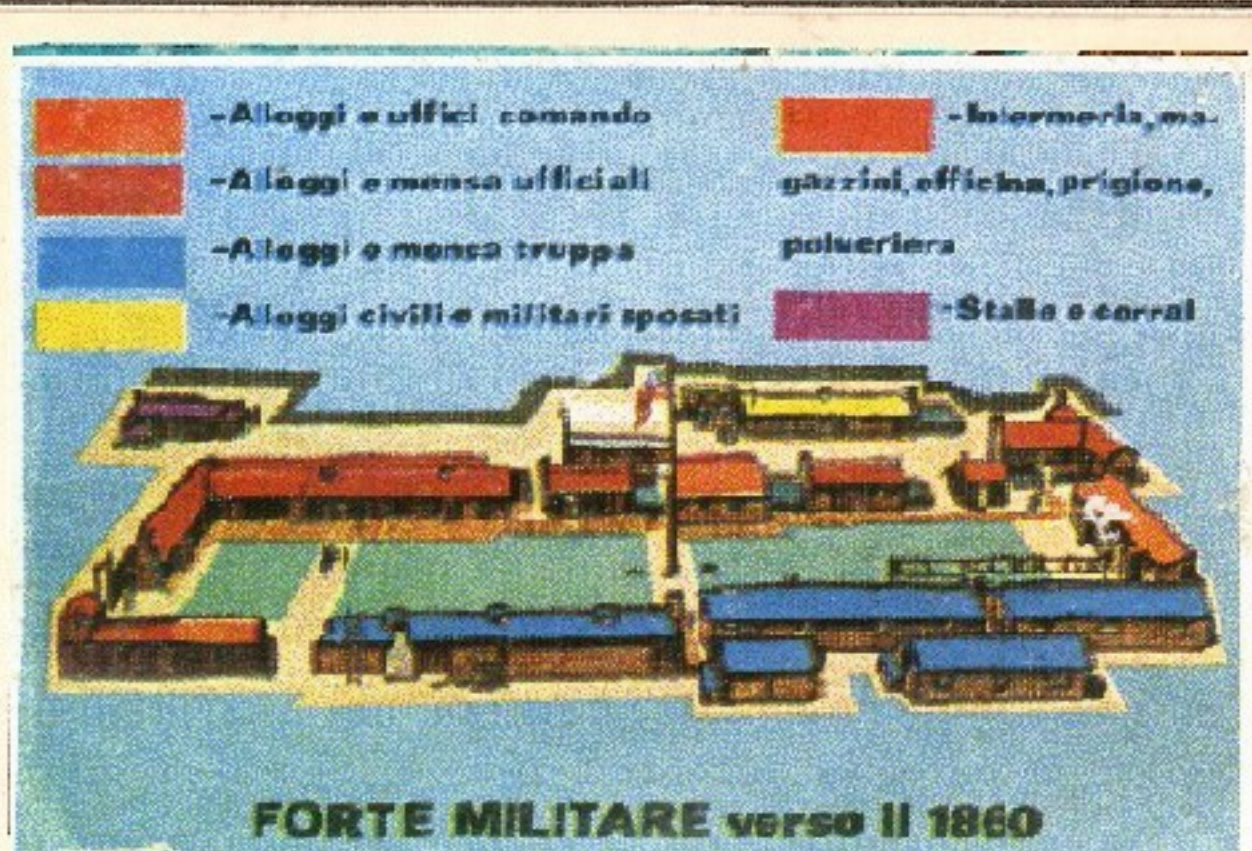 -Alloggi e uffici comando
-Alloggi e mensa ufficiali
-Alloggi e mensa truppa
-Alloggi civili e militari sposati
-Infermeria, ma-
gazzini, officina, prigione,
polveriera
-Stalle e corral
FORTE MILITARE verso il 1860